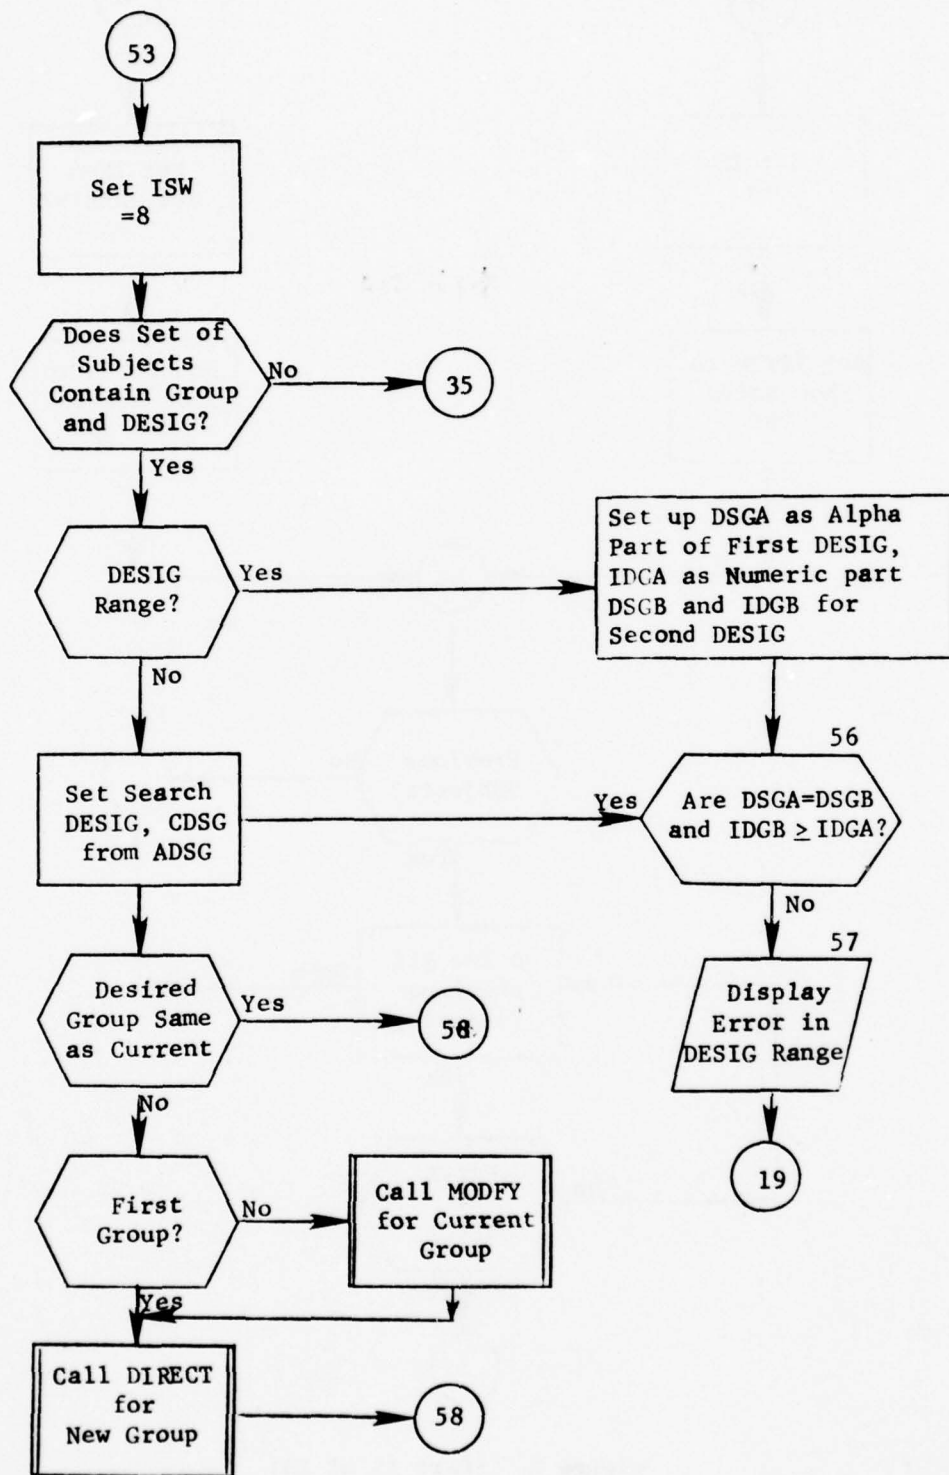 53
Set ISW
=8
Does Set of
Subjects
Contain Group
and DESIG?
No
35
Yes
DESIG
Range?
Yes
Set up DSGA as Alpha
Part of First DESIG,
IDGA as Numeric part
DSGB and IDGB for
Second DESIG
No
56
Set Search
DESIG, CDSG
from ADSG
Yes
Are DSGA=DSGB
and IDGB ≥ IDGA?
No
57
Display
Error in
DESIG Range
19
Desired
Group Same
as Current
Yes
No
First
Group?
No
Call MODFY
for Current
Group
Yes
Call DIRECT
for
New Group
58